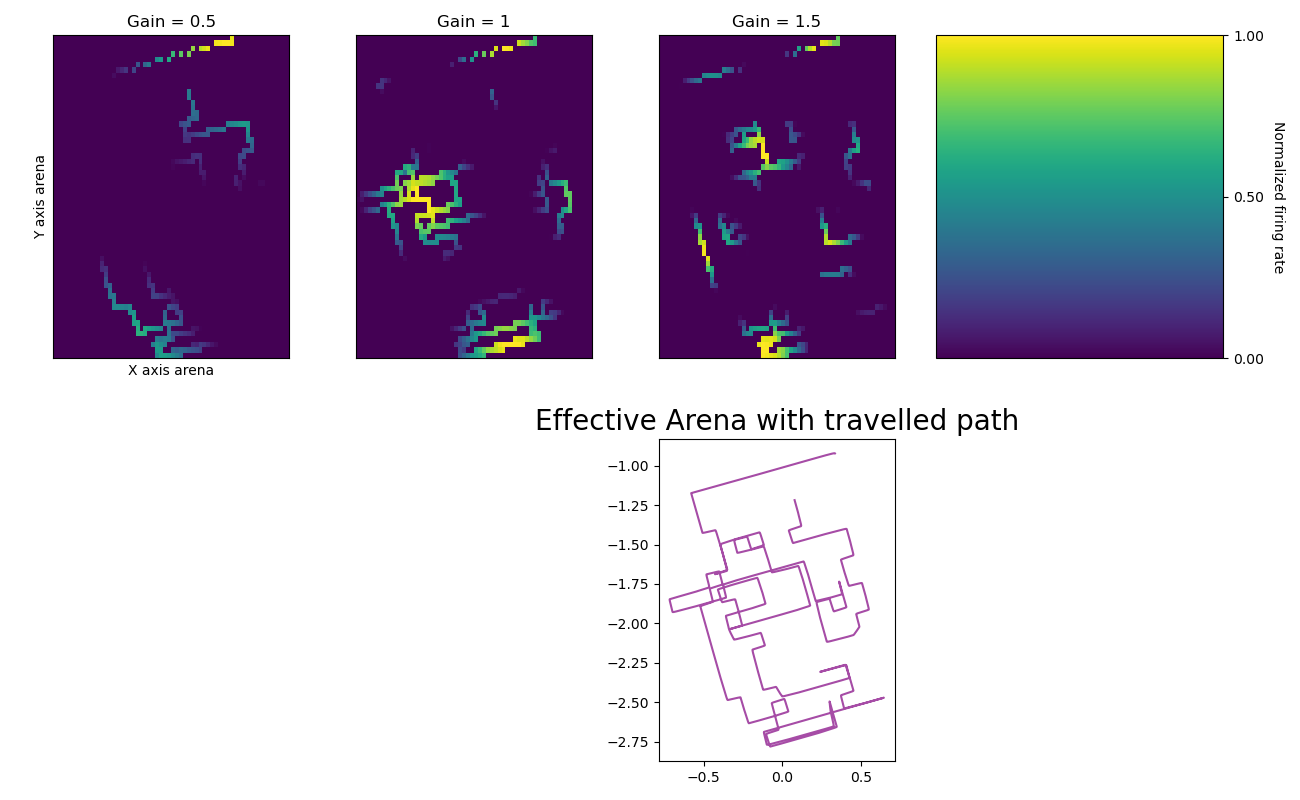 Gain = 0.5
Gain = 1
Gain = 1.5
1.00
0.50
0.00
Normalized firing rate
Y axis arena
X axis arena
Effective Arena with travelled path
−1.00
−1.25
−1.50
−1.75
−2.00
−2.25
−2.50
−2.75
−0.5
0.0
0.5